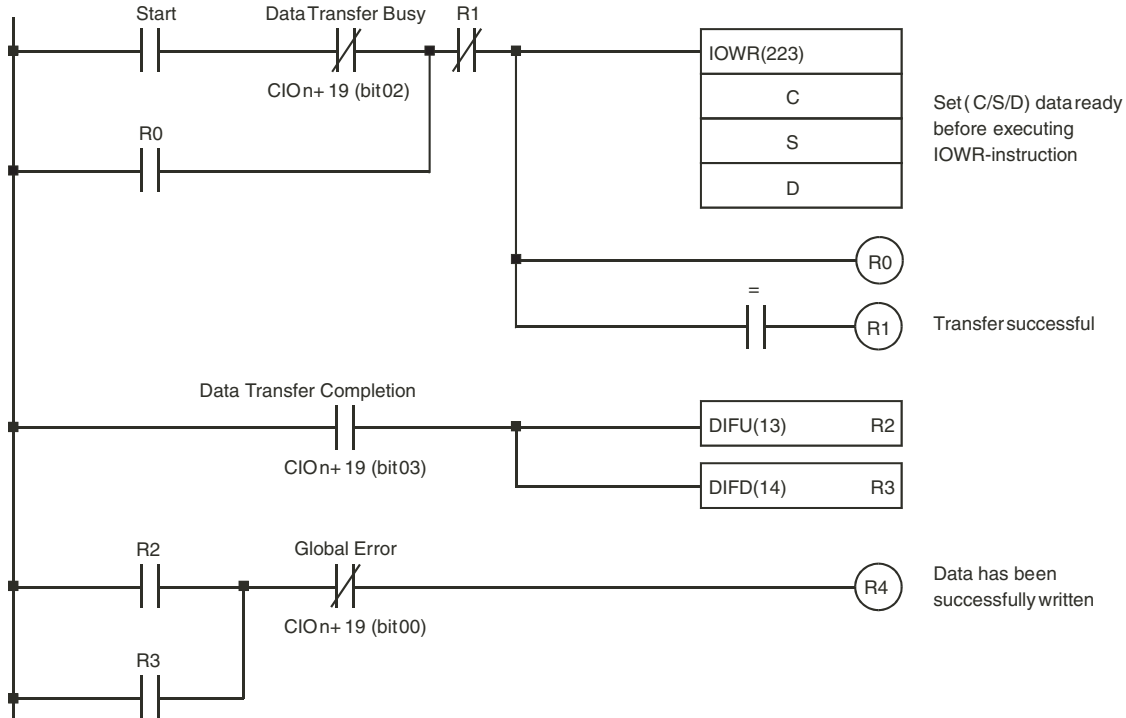 Start
Data Transfer Busy
R1
CIO n+ 19 (bit 02)
IOWR(223)
C
S
D
Set ( C/S/D) data ready
before executing
IOWR-instruction
R0
R0
=
R1
Transfer successful
Data Transfer Completion
CIO n+ 19 (bit 03)
DIFU(13) R2
DIFD(14) R3
R2
Global Error
CIO n+ 19 (bit 00)
R4
Data has been
successfully written
R3